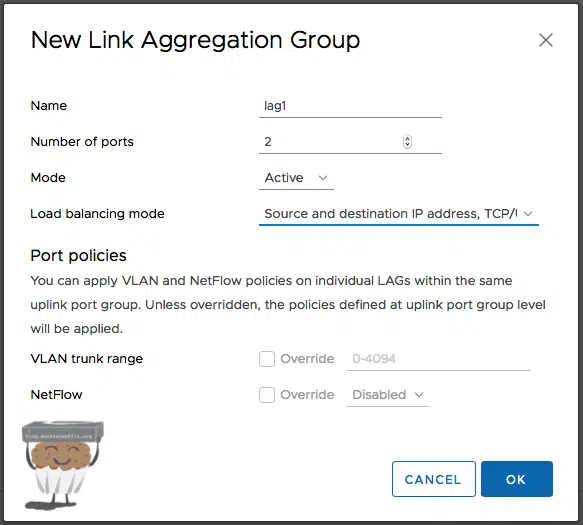 New Link Aggregation Group
Name lag1
Number of ports 2
Mode Active
Load balancing mode Source and destination IP address, TCP/
Port policies
You can apply VLAN and NetFlow policies on individual LAGs within the same
uplink port group. Unless overridden, the policies defined at uplink port group level
will be applied.
VLAN trunk range Override 0-4094
NetFlow Override Disabled
CANCEL OK